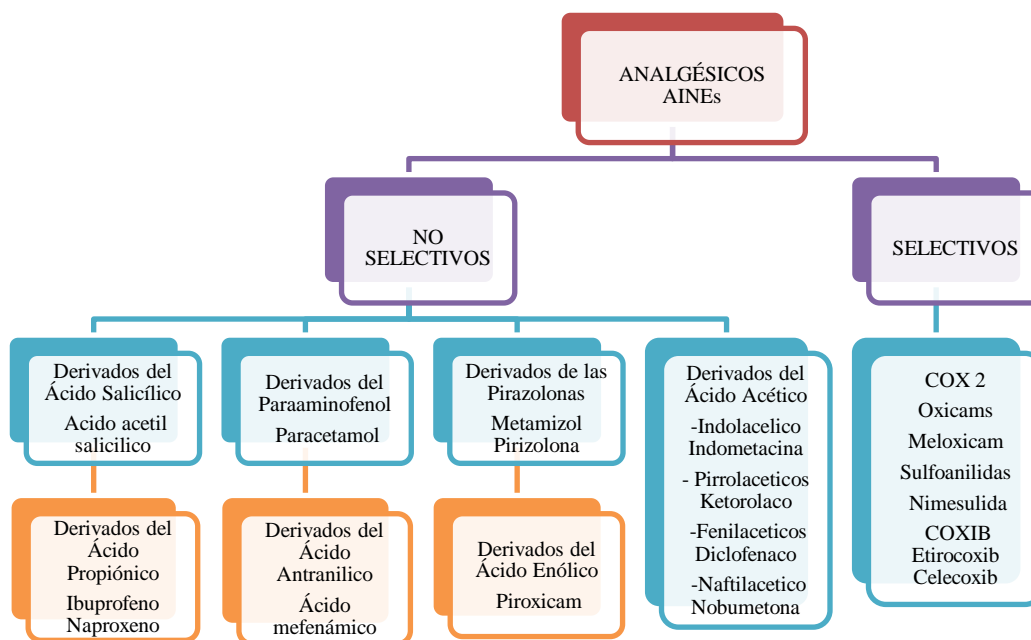 ANALGÉSICOS
AINEs
NO
SELECTIVOS
SELECTIVOS
Derivados del
Ácido Salicílico
Acido acetil
salicilico
Derivados del
Paraaminofenol
Paracetamol
Derivados de las
Pirazolonas
Metamizol
Pirizolona
Derivados del
Ácido Acético
-Indolacelico
Indometacina
- Pirrolaceticos
Ketorolaco
-Fenilaceticos
Diclofenaco
-Naftilacetico
Nobumetona
COX 2
Oxicams
Meloxicam
Sulfoanilidas
Nimesulida
COXIB
Etirocoxib
Celecoxib
Derivados del
Ácido
Propiónico
Ibuprofeno
Naproxeno
Derivados del
Ácido
Antranilico
Ácido
mefenámico
Derivados del
Ácido Enólico
Piroxicam